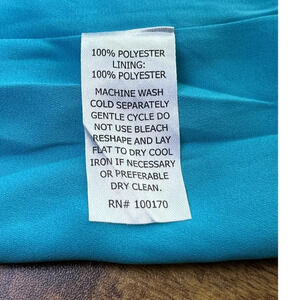 100% POLYESTER
LINING:
100% POLYESTER
MACHINE WASH
COLD SEPARATELY
GENTLE CYCLE DO
NOT USE BLEACH
RESHAPE AND LAY
FLAT TO DRY COOL
IRON IF NECESSARY
OR PREFERABLE
DRY CLEAN.
RN# 100170